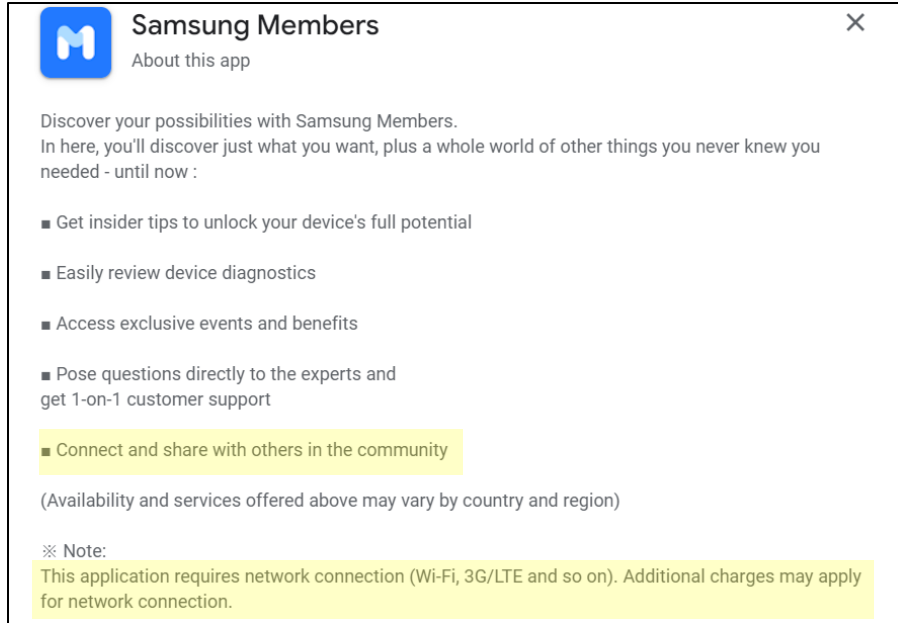 Samsung Members
About this app
Discover your possibilities with Samsung Members.
In here, you'll discover just what you want, plus a whole world of other things you never knew you
needed - until now :
■ Get insider tips to unlock your device's full potential
■ Easily review device diagnostics
■ Access exclusive events and benefits
■ Pose questions directly to the experts and
get 1-on-1 customer support
■ Connect and share with others in the community
(Availability and services offered above may vary by country and region)
※ Note:
This application requires network connection (Wi-Fi, 3G/LTE and so on). Additional charges may apply
for network connection.